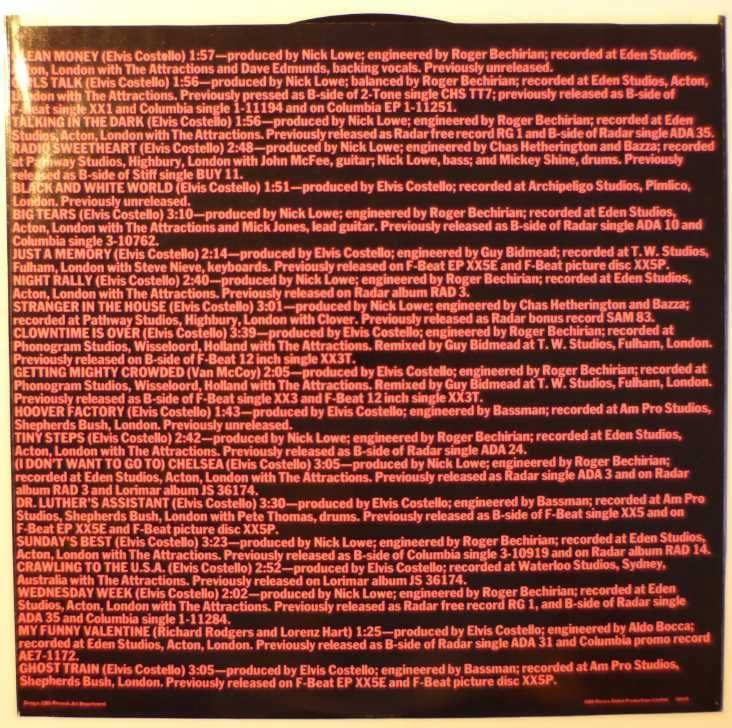 LEAN MONEY (Elvis Costello) 1:57—produced by Nick Lowe; engineered by Roger Bechirian; recorded at Eden Studios,
ton, London with The Attractions and Dave Edmunds, backing vocals. Previously unreleased.
RLS TALK (Elvis Costello) 1:56—produced by Nick Lowe; balanced by Roger Bechirian; recorded at Eden Studios, Acton,
London with The Attractions. Previously pressed as B-side of 2-Tone single CHS TT7; previously released as B-side of
F-Beat single XX1 and Columbia single 1-11194 and on Columbia EP 1-11251.
TALKING IN THE DARK (Elvis Costello) 1:56—produced by Nick Lowe; engineered by Roger Bechirian; recorded at Eden
Studios, Acton, London with The Attractions. Previously released as Radar free record RG 1 and B-side of Radar single ADA 35.
RADIO SWEETHEART (Elvis Costello) 2:48—produced by Nick Lowe; engineered by Chas Hetherington and Bazza; recorded
at Pathway Studios, Highbury, London with John McFee, guitar; Nick Lowe, bass; and Mickey Shine, drums. Previously
released as B-side of Stiff single BUY 11.
BLACK AND WHITE WORLD (Elvis Costello) 1:51—produced by Elvis Costello; recorded at Archipeligo Studios, Pimlico,
London. Previously unreleased.
BIG TEARS (Elvis Costello) 3:10—produced by Nick Lowe; engineered by Roger Bechirian; recorded at Eden Studios,
Acton, London with The Attractions and Mick Jones, lead guitar. Previously released as B-side of Radar single ADA 10 and
Columbia single 3-10762.
JUST A MEMORY (Elvis Costello) 2:14—produced by Elvis Costello; engineered by Guy Bidmead; recorded at T. W. Studios,
Fulham, London with Steve Nieve, keyboards. Previously released on F-Beat EP XX5E and F-Beat picture disc XX5P.
NIGHT RALLY (Elvis Costello) 2:40—produced by Nick Lowe; engineered by Roger Bechirian; recorded at Eden Studios,
Acton, London with The Attractions. Previously released on Radar album RAD 3.
STRANGER IN THE HOUSE (Elvis Costello) 3:01—produced by Nick Lowe; engineered by Chas Hetherington and Bazza;
recorded at Pathway Studios, Highbury, London with Clover. Previously released as Radar bonus record SAM 83.
CLOWNTIME IS OVER (Elvis Costello) 3:39—produced by Elvis Costello; engineered by Roger Bechirian; recorded at
Phonogram Studios, Wisseloord, Holland with The Attractions. Remixed by Guy Bidmead at T. W. Studios, Fulham, London.
Previously released on B-side of F-Beat 12 inch single XX3T.
GETTING MIGHTY CROWDED (Van McCoy) 2:05—produced by Elvis Costello; engineered by Roger Bechirian; recorded at
Phonogram Studios, Wisseloord, Holland with The Attractions. Remixed by Guy Bidmead at T. W. Studios, Fulham, London.
Previously released as B-side of F-Beat single XX3 and F-Beat 12 inch single XX3T.
HOOVER FACTORY (Elvis Costello) 1:43—produced by Elvis Costello; engineered by Bassman; recorded at Am Pro Studios,
Shepherds Bush, London. Previously unreleased.
TINY STEPS (Elvis Costello) 2:42—produced by Nick Lowe; engineered by Roger Bechirian; recorded at Eden Studios,
Acton, London with The Attractions. Previously released as B-side of Radar single ADA 24.
(I DON'T WANT TO GO TO) CHELSEA (Elvis Costello) 3:05—produced by Nick Lowe; engineered by Roger Bechirian;
recorded at Eden Studios, Acton, London with The Attractions. Previously released as Radar single ADA 3 and on Radar
album RAD 3 and Lorimar album JS 36174.
DR. LUTHER'S ASSISTANT (Elvis Costello) 3:30—produced by Elvis Costello; engineered by Bassman; recorded at Am Pro
Studios, Shepherds Bush, London with Pete Thomas, drums. Previously released as B-side of F-Beat single XX5 and on
F-Beat EP XX5E and F-Beat picture disc XX5P.
SUNDAY'S BEST (Elvis Costello) 3:23—produced by Nick Lowe; engineered by Roger Bechirian; recorded at Eden Studios,
Acton, London with The Attractions. Previously released as B-side of Columbia single 3-10919 and on Radar album RAD 14.
CRAWLING TO THE U.S.A. (Elvis Costello) 2:52—produced by Elvis Costello; recorded at Waterloo Studios, Sydney,
Australia with The Attractions. Previously released on Lorimar album JS 36174.
WEDNESDAY WEEK (Elvis Costello) 2:02—produced by Nick Lowe; engineered by Roger Bechirian; recorded at Eden
Studios, Acton, London with The Attractions. Previously released as Radar free record RG 1, and B-side of Radar single
ADA 35 and Columbia single 1-11284.
MY FUNNY VALENTINE (Richard Rodgers and Lorenz Hart) 1:25—produced by Elvis Costello; engineered by Aldo Bocca;
recorded at Eden Studios, Acton, London. Previously released as B-side of Radar single ADA 31 and Columbia promo record
AE7-1172.
GHOST TRAIN (Elvis Costello) 3:05—produced by Elvis Costello; engineered by Bassman; recorded at Am Pro Studios,
Shepherds Bush, London. Previously released on F-Beat EP XX5E and F-Beat picture disc XX5P.
Design: CBS Record Art Department